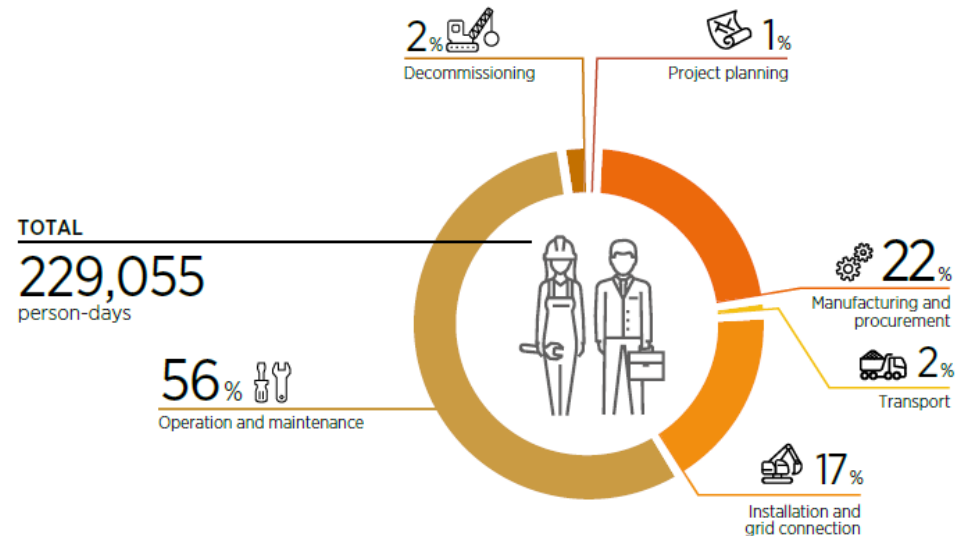 2%
Decommissioning
1%
Project planning
TOTAL
229,055
person-days
22%
Manufacturing and
procurement
2%
Transport
56%
Operation and maintenance
17%
Installation and
grid connection